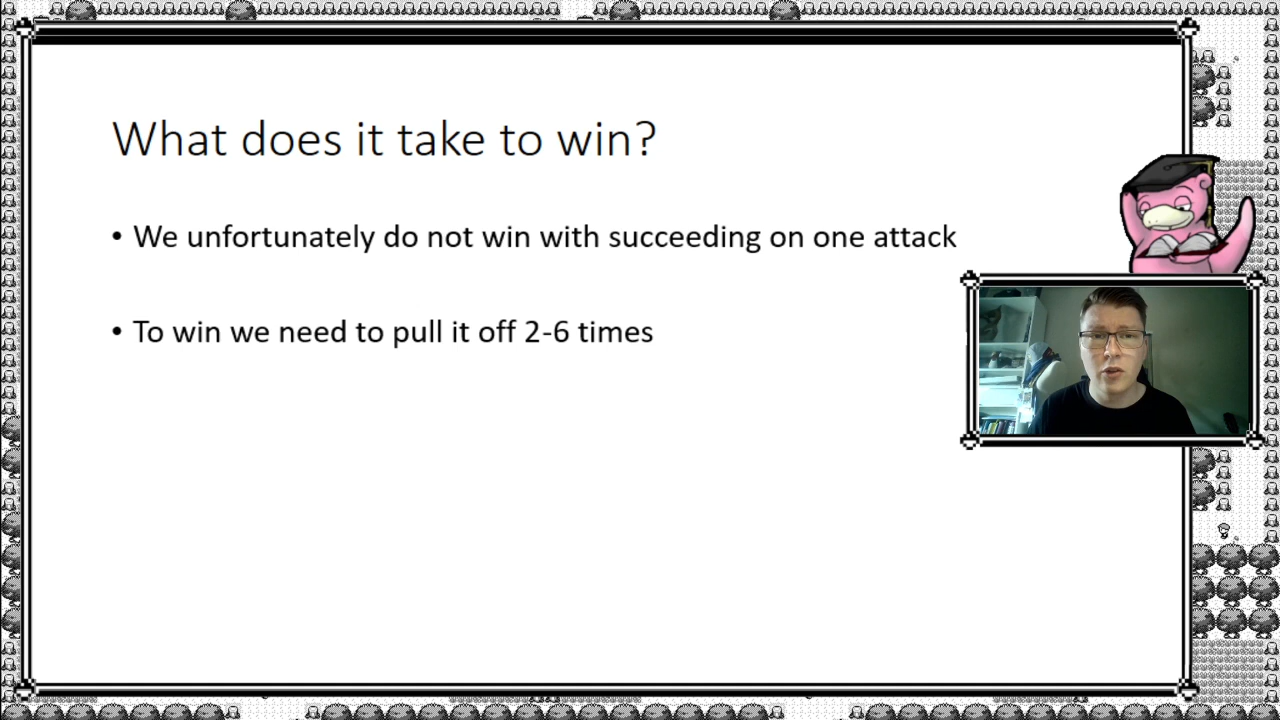 What does it take to win?
• We unfortunately do not win with succeeding on one attack
• To win we need to pull it off 2-6 times